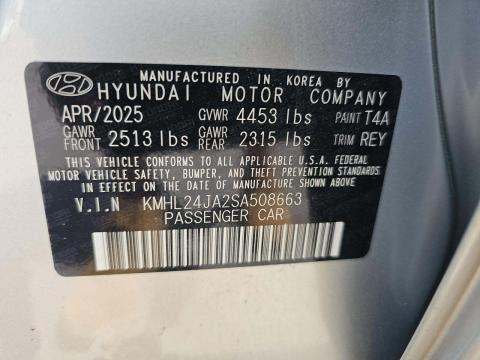 MANUFACTURED IN KOREA BY
HYUNDAI MOTOR COMPANY
APR/2025 GVWR 4453 lbs PAINT T4A
GAWR FRONT 2513 lbs GAWR REAR 2315 lbs TRIM REY
THIS VEHICLE CONFORMS TO ALL APPLICABLE U.S.A. FEDERAL
MOTOR VEHICLE SAFETY, BUMPER, AND THEFT PREVENTION STANDARDS
IN EFFECT ON THE DATE OF MANUFACTURE SHOWN ABOVE.
V.I.N KMHL24JA2SA508663
PASSENGER CAR